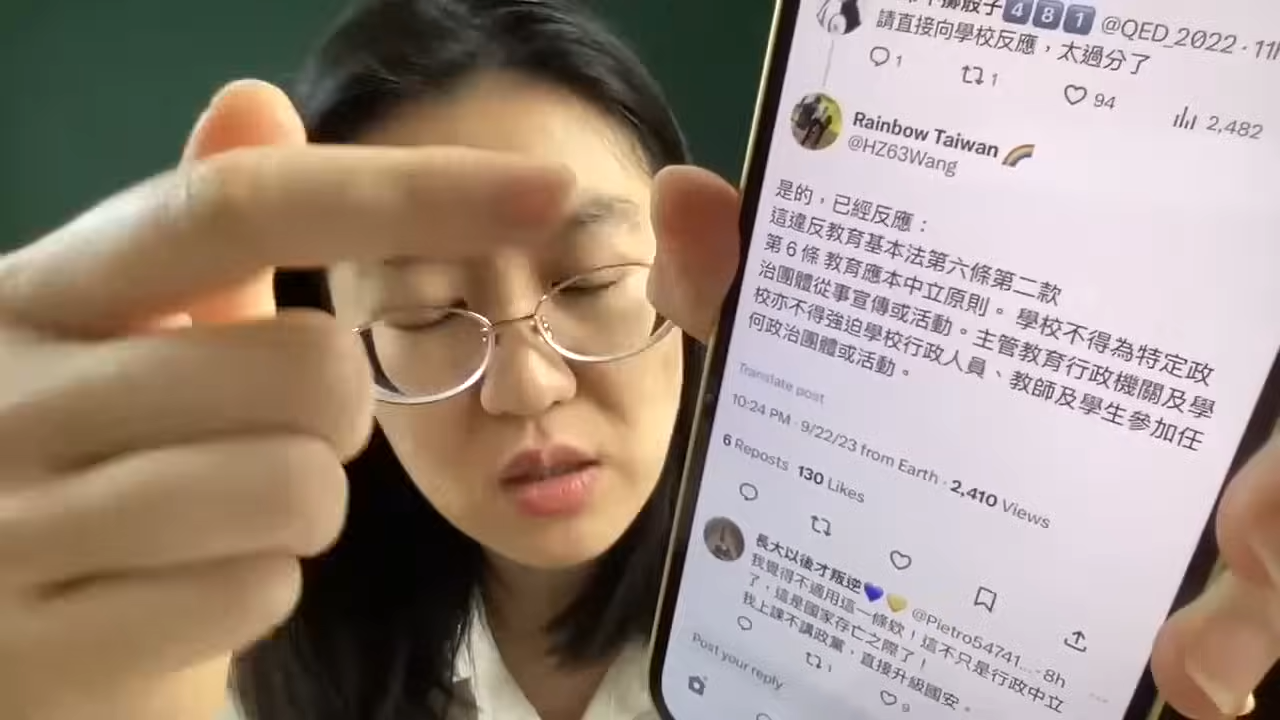 擲骰子481 @QED_2022 · 11h
請直接向學校反應，太過分了
1
1
94
2,482
Rainbow Taiwan 🌈
@HZ63Wang
是的，已經反應：
這違反教育基本法第六條第二款
第 6 條 教育應本中立原則。 學校不得為特定政
治團體從事宣傳或活動。主管教育行政機關及學
校亦不得強迫學校行政人員、教師及學生參加任
何政治團體或活動。
Translate post
10:24 PM · 9/22/23 from Earth · 2,410 Views
6 Reposts 130 Likes
長大以後才叛逆💙💛 @Pietro54741... · 8h
我覺得不適用這一條欸！這不只是行政中立
了，這是國家存亡之際了！
我上課不講政黨，直接升級國安。
1
9
Post your reply